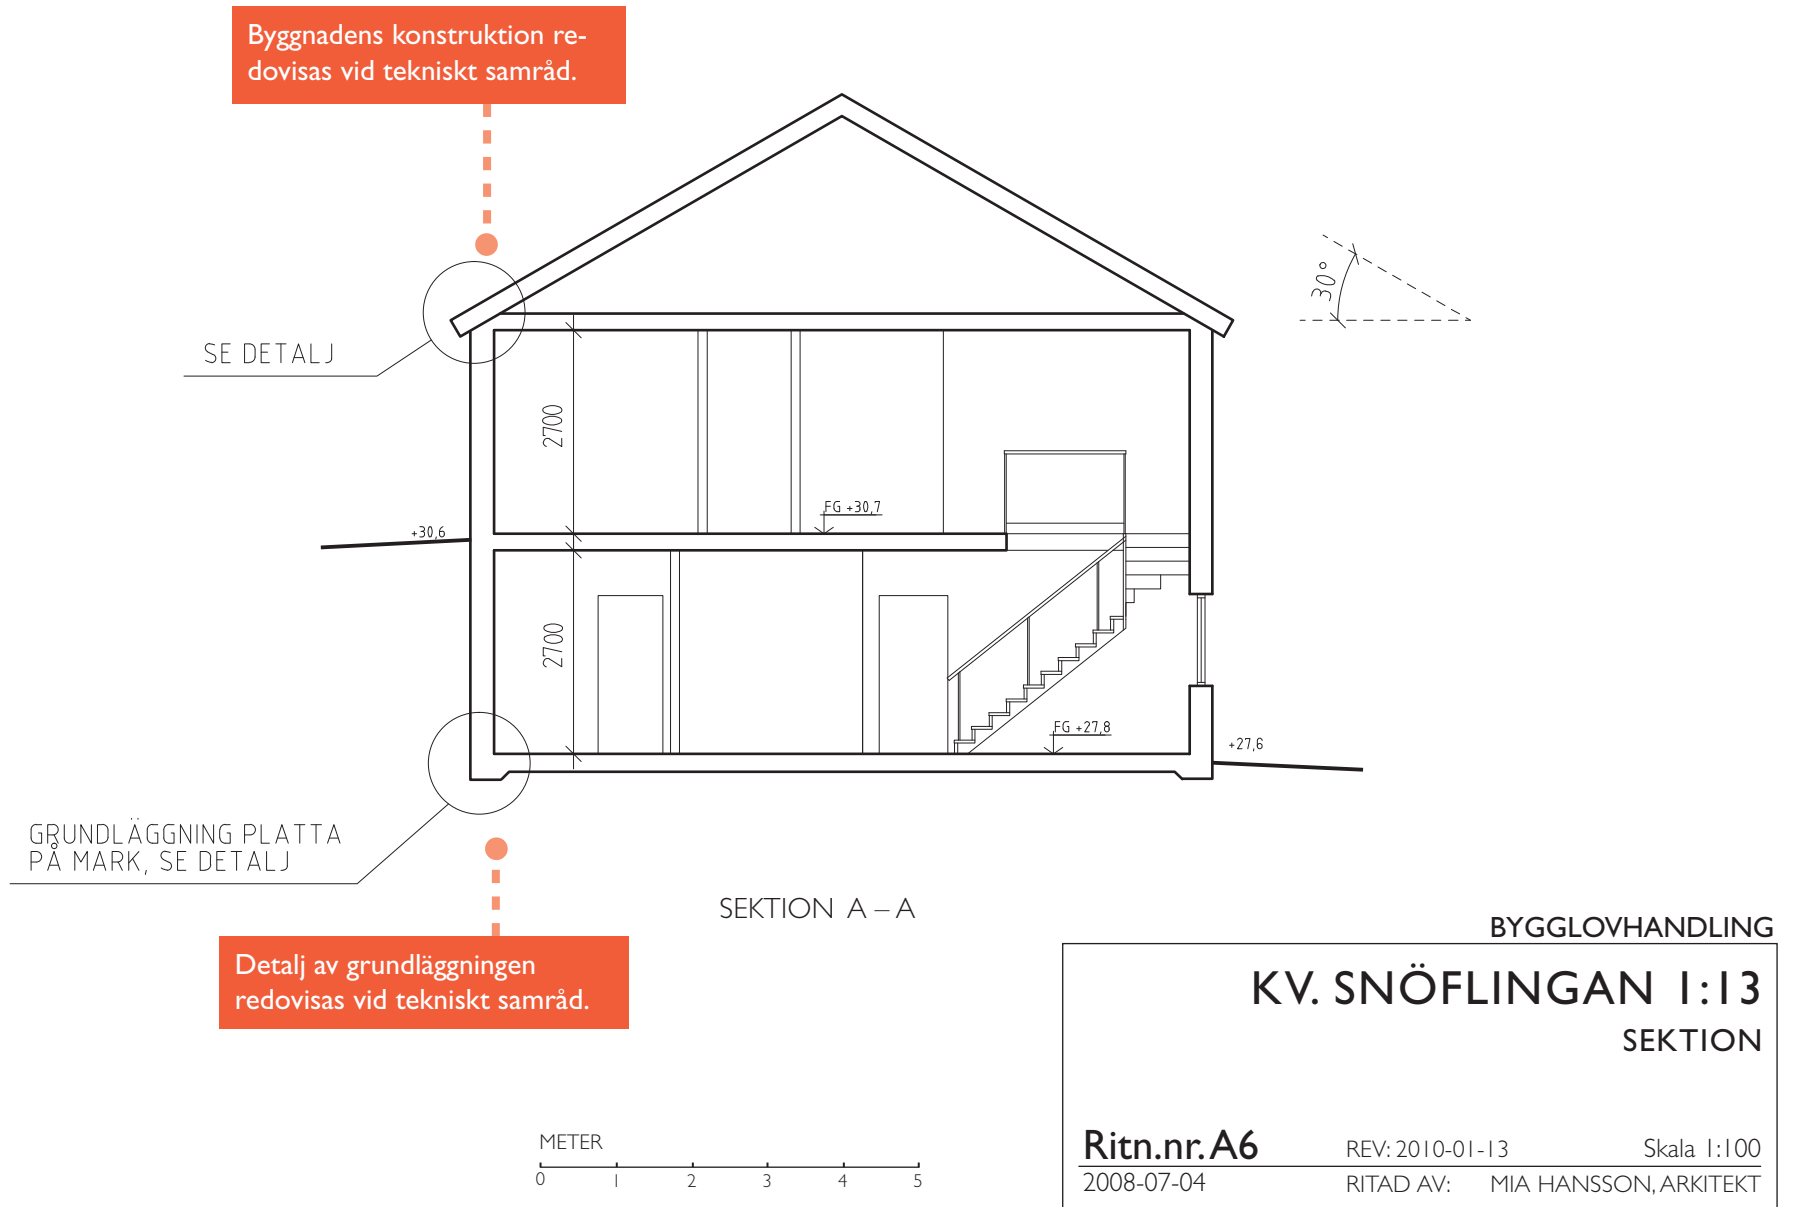 Byggnadens konstruktion re-
dovisas vid tekniskt samråd.
30°
SE DETALJ
2700
FG +30,7
+30,6
2700
FG +27,8
+27,6
GRUNDLÄGGNING PLATTA
PÅ MARK, SE DETALJ
SEKTION A – A
Detalj av grundläggningen
redovisas vid tekniskt samråd.
BYGGLOVHANDLING
KV. SNÖFLINGAN 1:13
SEKTION
METER
0 1 2 3 4 5
Ritn.nr. A6 REV: 2010-01-13 Skala 1:100
2008-07-04 RITAD AV: MIA HANSSON, ARKITEKT